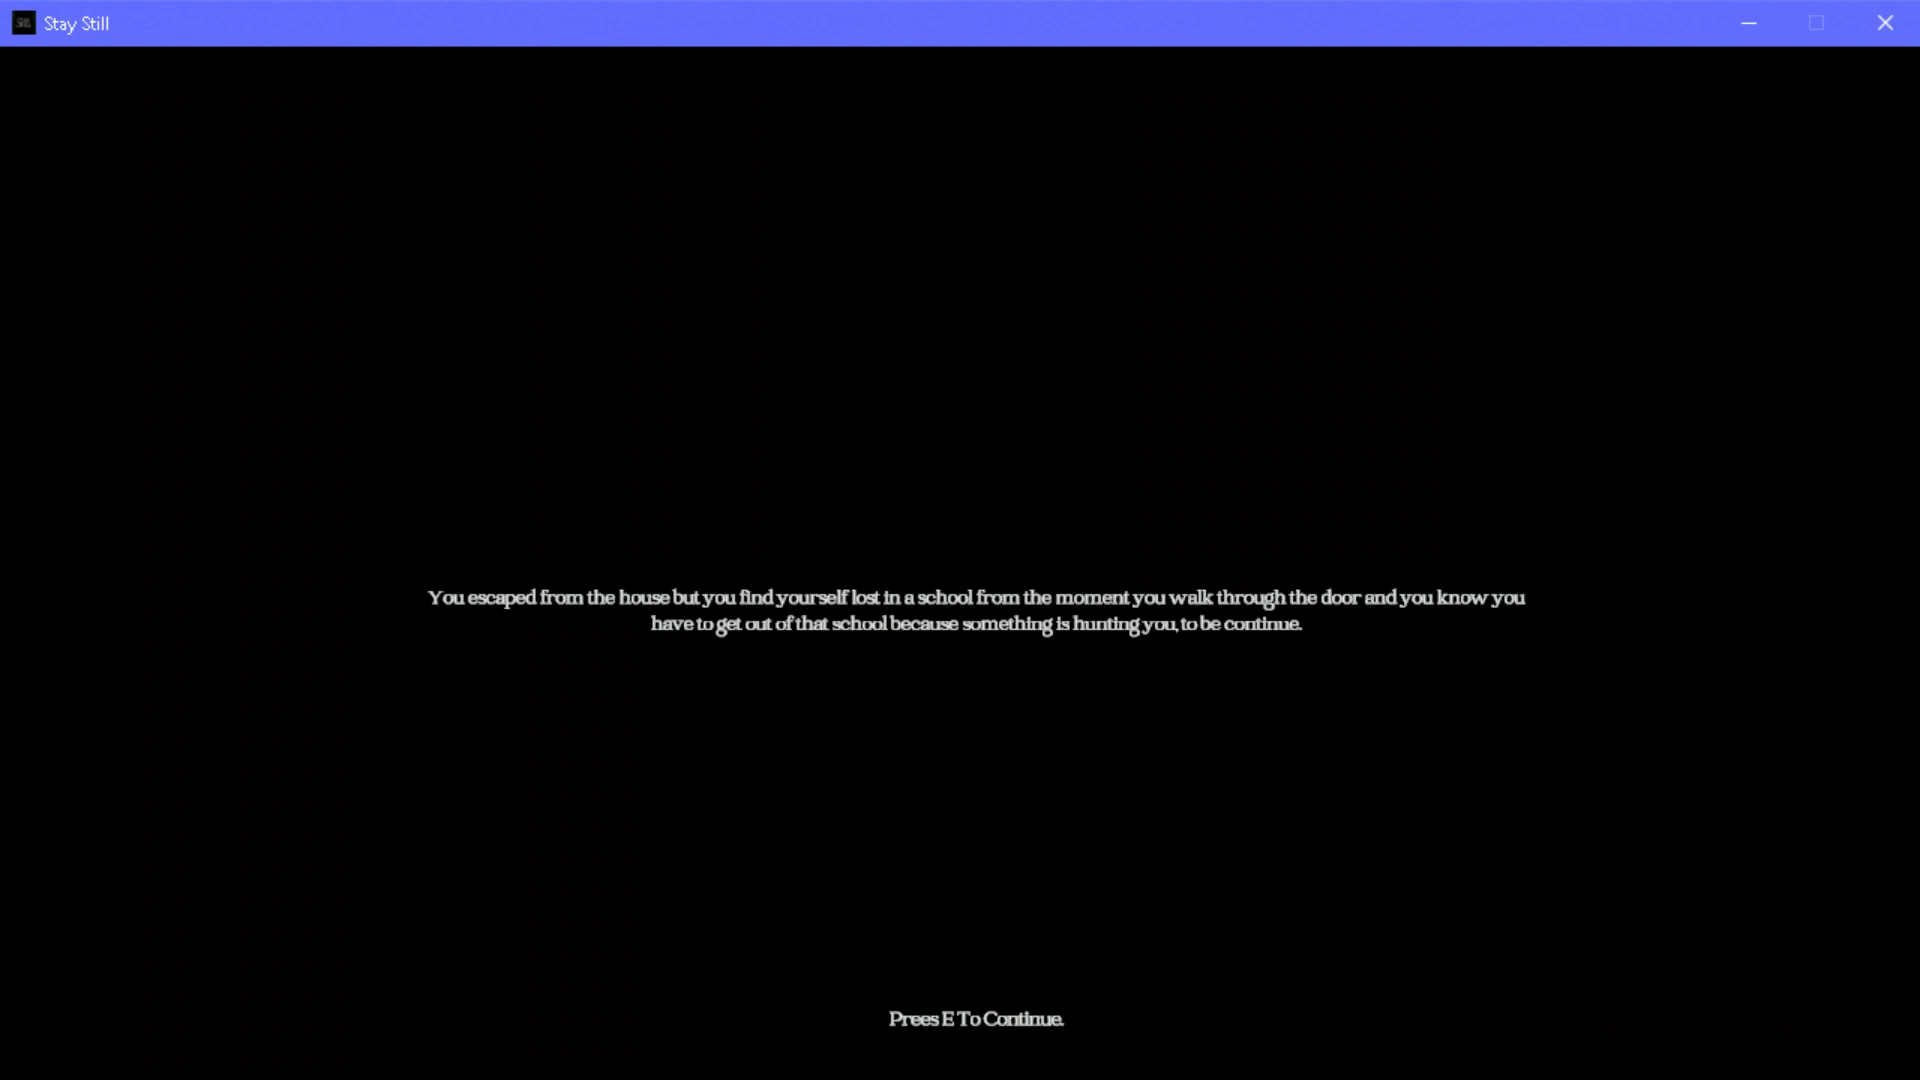 Stay Still
You escaped from the house but you find yourself lost in a school from the moment you walk through the door and you know you
have to get out of that school because something is hunting you, to be continue.
Prees E To Continue.